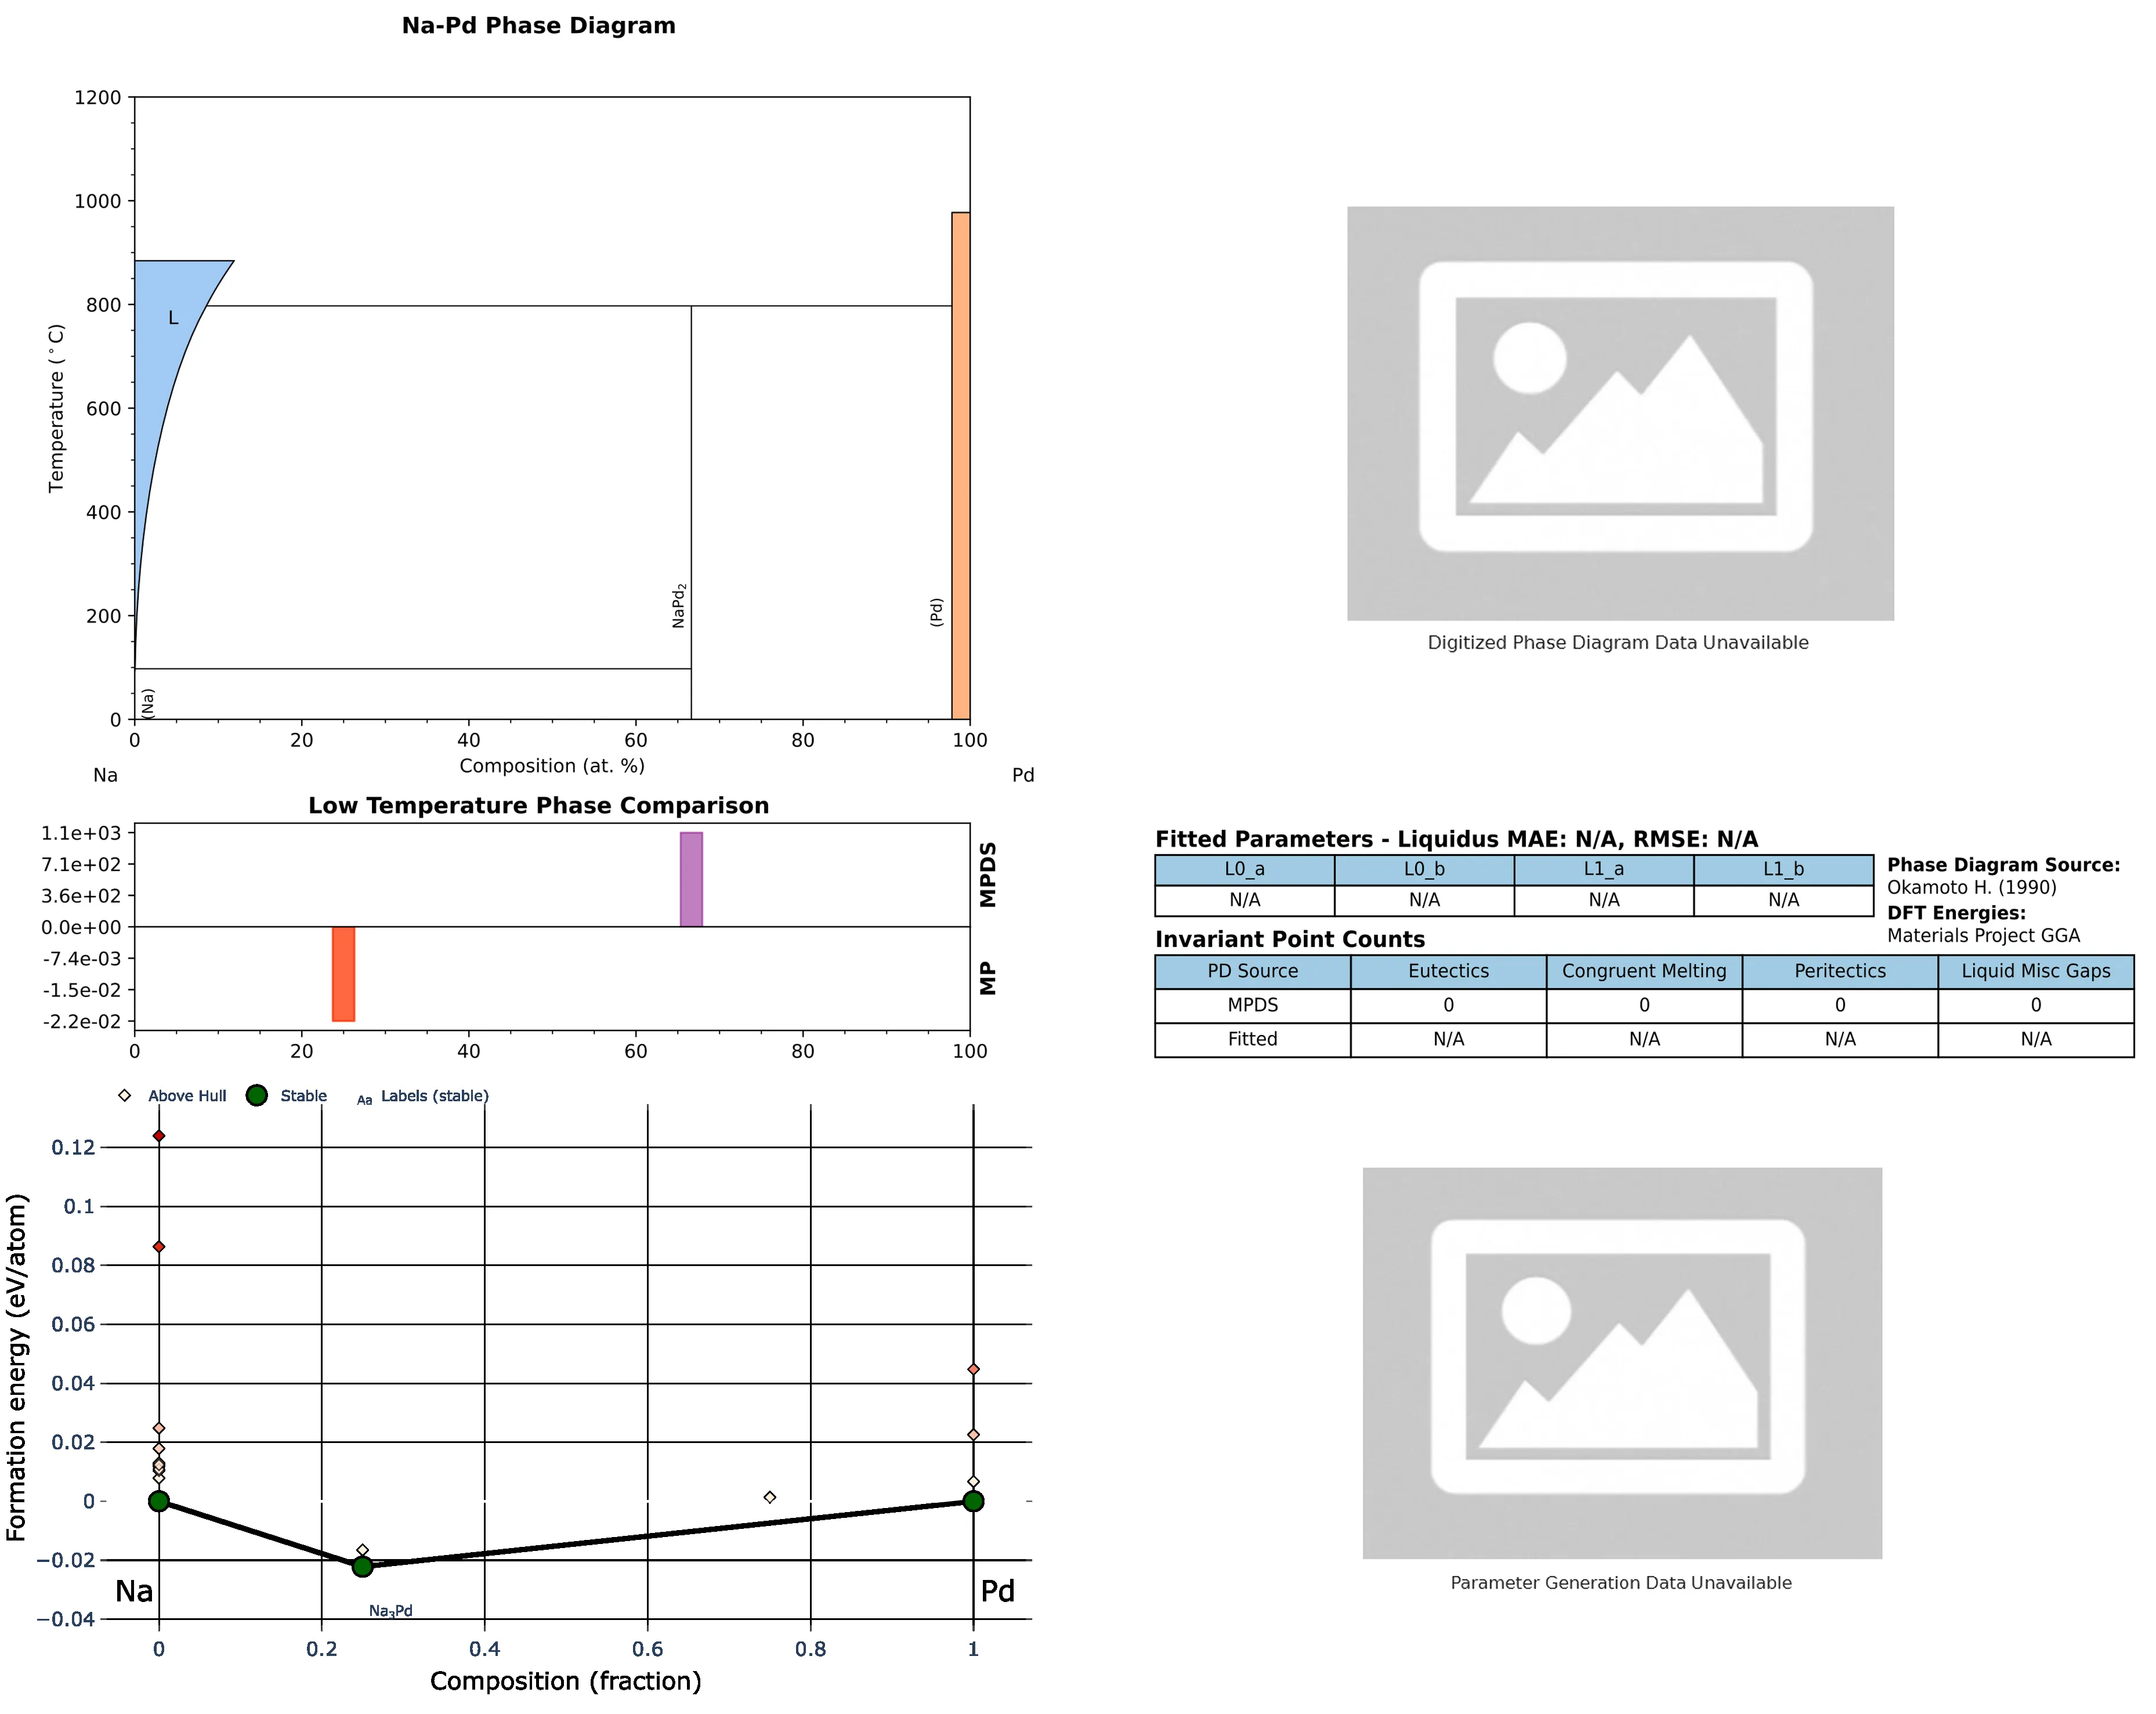 Na-Pd Phase Diagram
1200
1000
800
600
400
200
0
Temperature (°C)
L
(Na)
NaPd₂
(Pd)
0 20 40 60 80 100
Composition (at. %)
Na Pd
Digitized Phase Diagram Data Unavailable
Low Temperature Phase Comparison
1.1e+03
7.1e+02
3.6e+02
0.0e+00
-7.4e-03
-1.5e-02
-2.2e-02
MPDS
MP
0 20 40 60 80 100
Fitted Parameters - Liquidus MAE: N/A, RMSE: N/A
L0_a L0_b L1_a L1_b
N/A N/A N/A N/A
Phase Diagram Source:
Okamoto H. (1990)
DFT Energies:
Materials Project GGA
Invariant Point Counts
PD Source Eutectics Congruent Melting Peritectics Liquid Misc Gaps
MPDS 0 0 0 0
Fitted N/A N/A N/A N/A
Above Hull Stable Aa Labels (stable)
0.12
0.1
0.08
0.06
0.04
0.02
0
−0.02
−0.04
Formation energy (eV/atom)
Na Pd
Na₃Pd
0 0.2 0.4 0.6 0.8 1
Composition (fraction)
Parameter Generation Data Unavailable